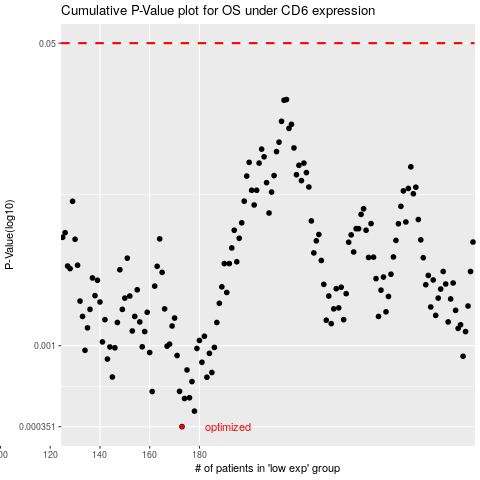 Cumulative P-Value plot for OS under CD6 expression
0.05
P-Value(log10)
0.001
0.000351
optimized
00 120 140 160 180
# of patients in 'low exp' group